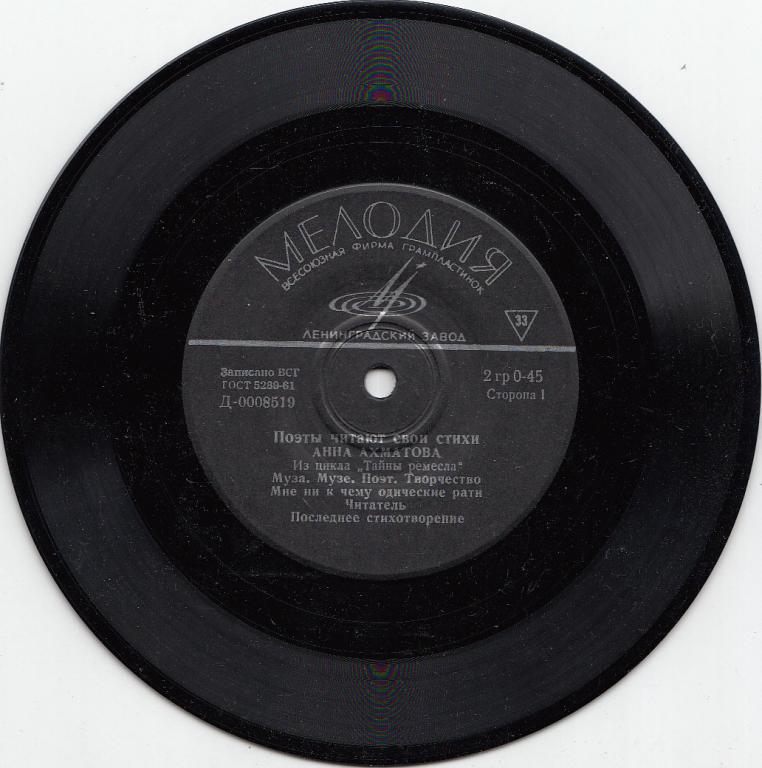 МЕЛОДИЯ
ВСЕСОЮЗНАЯ ФИРМА ГРАМПЛАСТИНОК
ЛЕНИНГРАДСКИЙ ЗАВОД
33
Записано ВСГ
ГОСТ 5289-61
Д-0008519
2 гр 0-45
Сторона 1
Поэты читают свои стихи
АННА АХМАТОВА
Из цикла „Тайны ремесла“
Муза. Музе. Поэт. Творчество
Мне ни к чему одические рати
Читатель
Последнее стихотворение